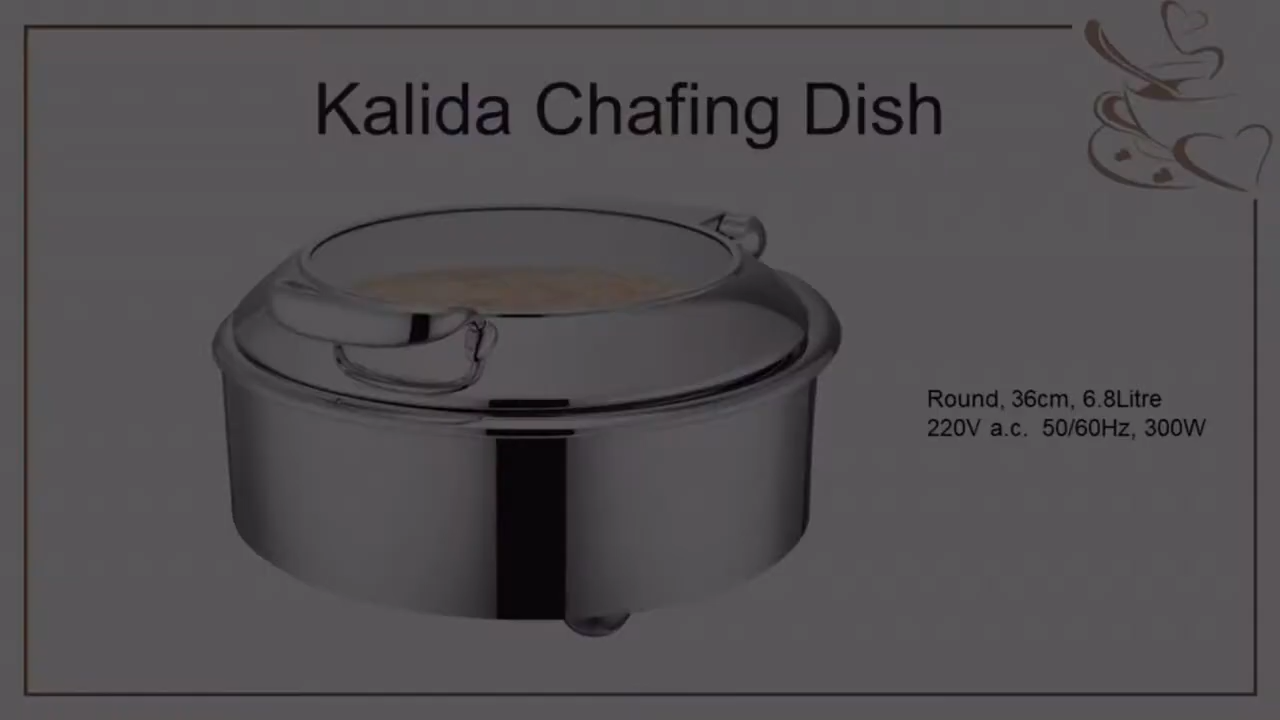 Kalida Chafing Dish
Round, 36cm, 6.8Litre
220V a.c. 50/60Hz, 300W